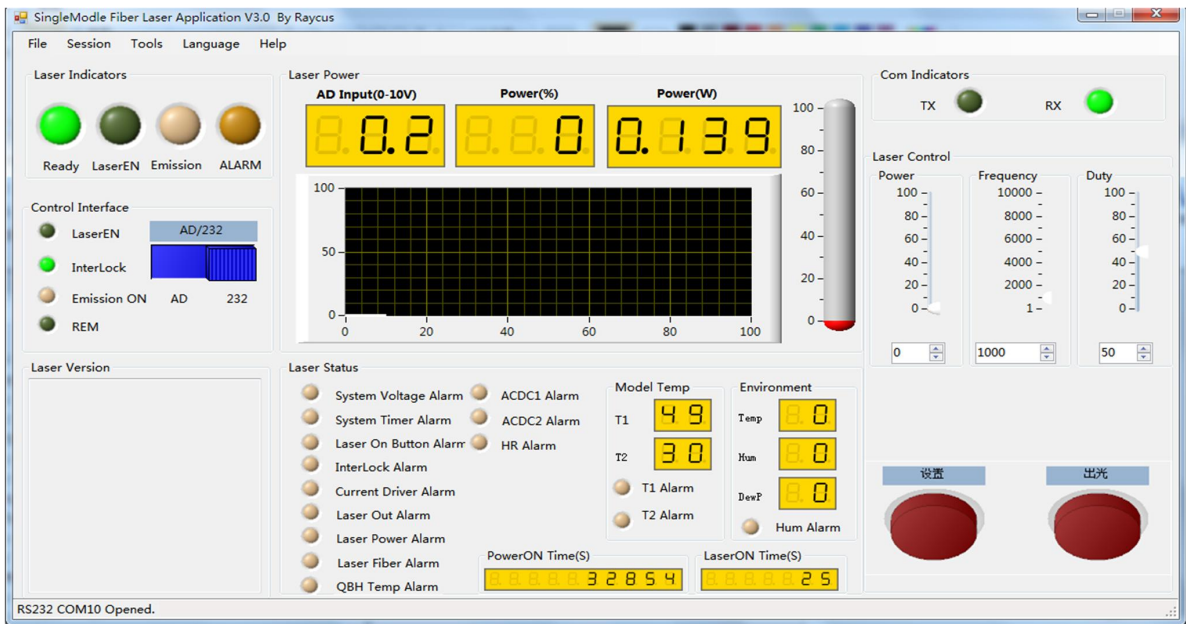 SingleModle Fiber Laser Application V3.0 By Raycus
File Session Tools Language Help
Laser Indicators
Ready LaserEN Emission ALARM
Control Interface
LaserEN
AD/232
InterLock
Emission ON
AD 232
REM
Laser Version
Laser Power
AD Input(0-10V) Power(%) Power(W)
0.2 0 0.139
100
50
0
0 20 40 60 80 100
100
80
60
40
20
0
Laser Status
System Voltage Alarm
System Timer Alarm
Laser On Button Alarm
InterLock Alarm
Current Driver Alarm
Laser Out Alarm
Laser Power Alarm
Laser Fiber Alarm
QBH Temp Alarm
ACDC1 Alarm
ACDC2 Alarm
HR Alarm
Model Temp
T1 49
T2 30
T1 Alarm
T2 Alarm
Environment
Temp 0
Hum 0
DewP 0
Hum Alarm
PowerON Time(S)
32854
LaserON Time(S)
25
Com Indicators
TX RX
Laser Control
Power
100
80
60
40
20
0
0
Frequency
10000
8000
6000
4000
2000
1
1000
Duty
100
80
60
40
20
0
50
设置 出光
RS232 COM10 Opened.